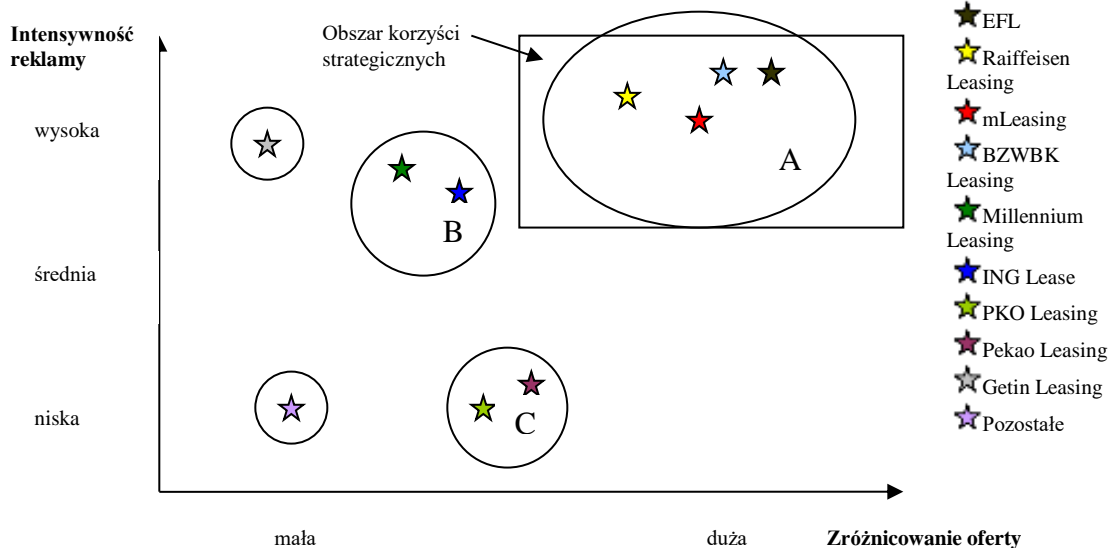 Intensywność
reklamy
Obszar korzyści
strategicznych
wysoka
średnia
niska
A
B
C
mała
duża
Zróżnicowanie oferty
EFL
Raiffeisen
Leasing
mLeasing
BZWBK
Leasing
Millennium
Leasing
ING Lease
PKO Leasing
Pekao Leasing
Getin Leasing
Pozostałe